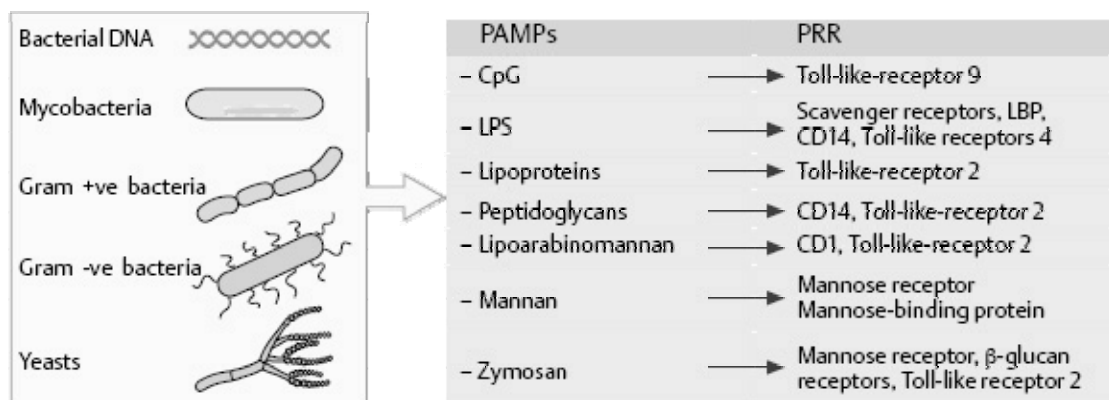 Bacterial DNA
Mycobacteria
Gram +ve bacteria
Gram -ve bacteria
Yeasts
PAMPs PRR
– CpG Toll-like-receptor 9
– LPS Scavenger receptors, LBP,
CD14, Toll-like receptors 4
– Lipoproteins Toll-like-receptor 2
– Peptidoglycans CD14, Toll-like-receptor 2
– Lipoarabinomannan CD1, Toll-like-receptor 2
– Mannan Mannose receptor
Mannose-binding protein
– Zymosan Mannose receptor, β-glucan
receptors, Toll-like receptor 2